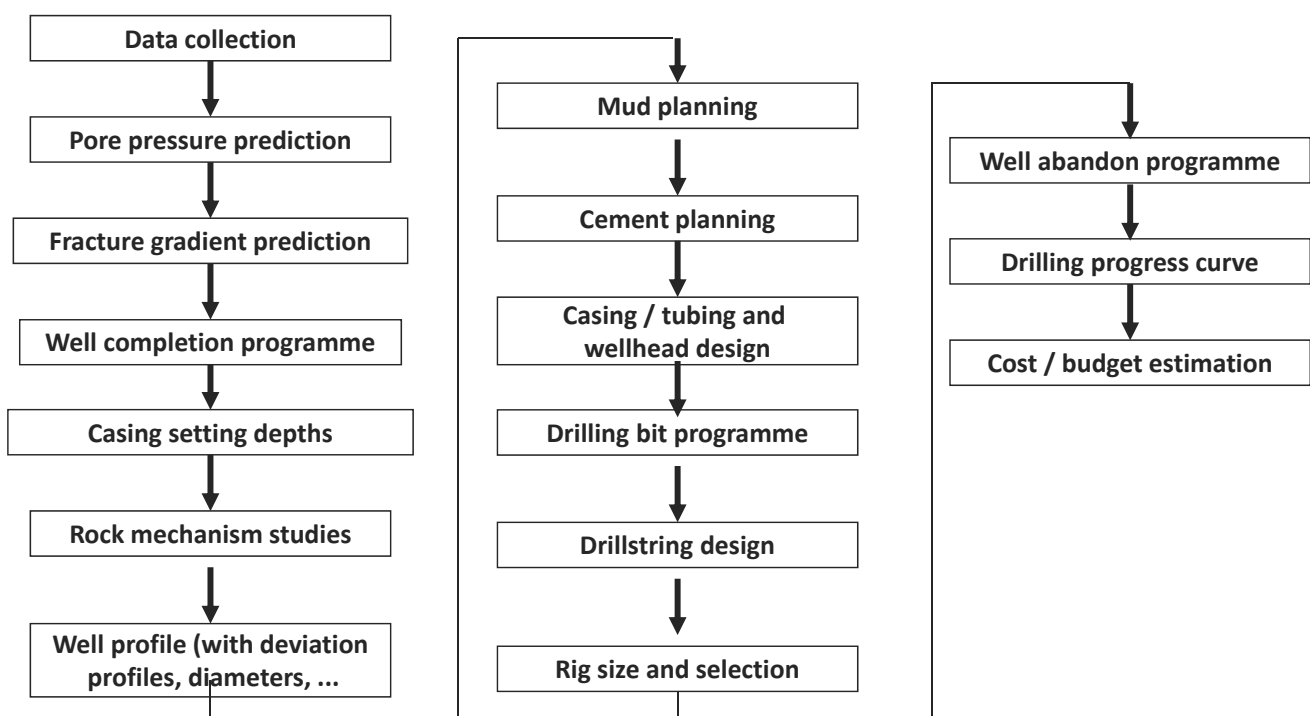 Data collection
Pore pressure prediction
Fracture gradient prediction
Well completion programme
Casing setting depths
Rock mechanism studies
Well profile (with deviation
profiles, diameters, ...
Mud planning
Cement planning
Casing / tubing and
wellhead design
Drilling bit programme
Drillstring design
Rig size and selection
Well abandon programme
Drilling progress curve
Cost / budget estimation